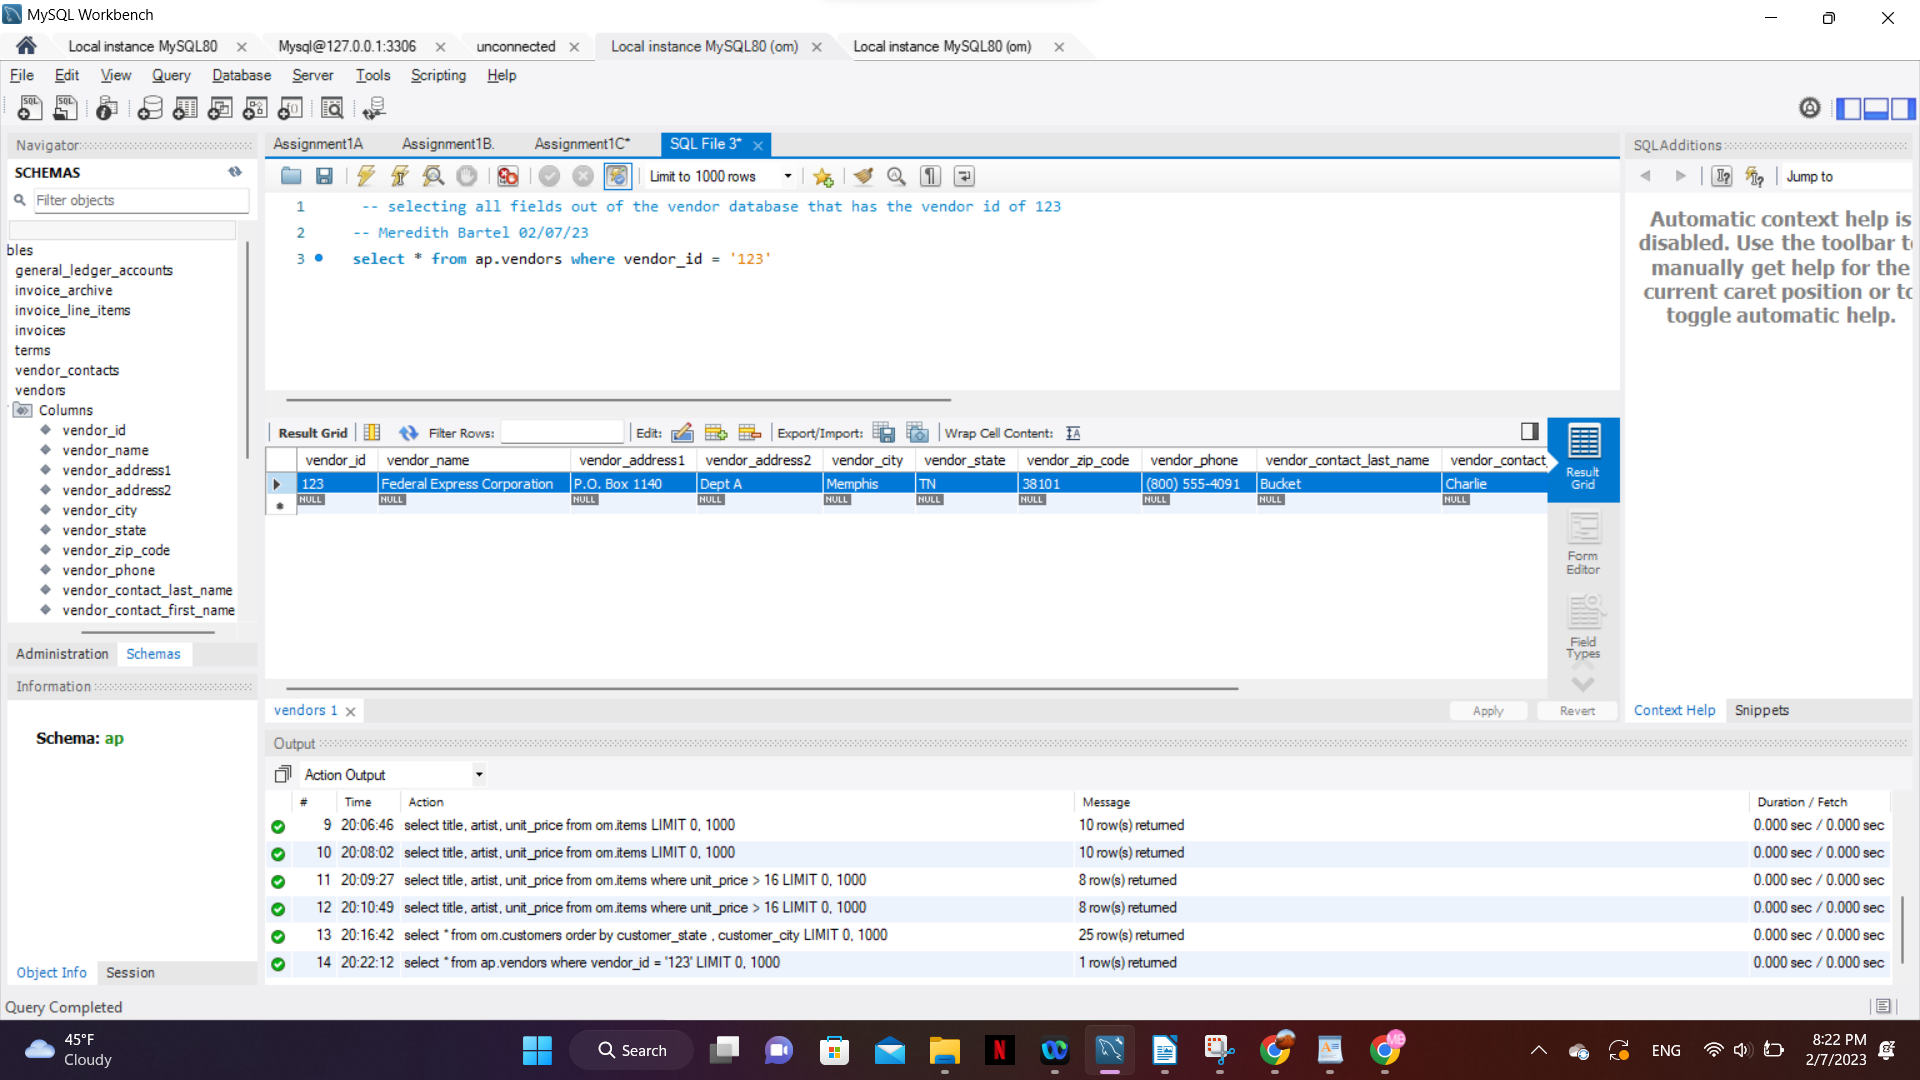 MySQL Workbench
Local instance MySQL80 Mysql@127.0.0.1:3306 unconnected Local instance MySQL80 (om) Local instance MySQL80 (om)
File Edit View Query Database Server Tools Scripting Help
Navigator
SCHEMAS
Filter objects
bles
general_ledger_accounts
invoice_archive
invoice_line_items
invoices
terms
vendor_contacts
vendors
Columns
vendor_id
vendor_name
vendor_address1
vendor_address2
vendor_city
vendor_state
vendor_zip_code
vendor_phone
vendor_contact_last_name
vendor_contact_first_name
Administration Schemas
Information
Schema: ap
Object Info Session
Query Completed
Assignment1A Assignment1B. Assignment1C* SQL File 3*
Limit to 1000 rows
1 -- selecting all fields out of the vendor database that has the vendor id of 123
2 -- Meredith Bartel 02/07/23
3 select * from ap.vendors where vendor_id = '123'
Result Grid Filter Rows: Edit: Export/Import: Wrap Cell Content:
vendor_id vendor_name vendor_address1 vendor_address2 vendor_city vendor_state vendor_zip_code vendor_phone vendor_contact_last_name vendor_contact_
123 Federal Express Corporation P.O. Box 1140 Dept A Memphis TN 38101 (800) 555-4091 Bucket Charlie
NULL NULL NULL NULL NULL NULL NULL NULL NULL NULL
Result
Grid
Form
Editor
Field
Types
vendors 1 Apply Revert
Output
Action Output
# Time Action Message Duration / Fetch
9 20:06:46 select title, artist, unit_price from om.items LIMIT 0, 1000 10 row(s) returned 0.000 sec / 0.000 sec
10 20:08:02 select title, artist, unit_price from om.items LIMIT 0, 1000 10 row(s) returned 0.000 sec / 0.000 sec
11 20:09:27 select title, artist, unit_price from om.items where unit_price > 16 LIMIT 0, 1000 8 row(s) returned 0.000 sec / 0.000 sec
12 20:10:49 select title, artist, unit_price from om.items where unit_price > 16 LIMIT 0, 1000 8 row(s) returned 0.000 sec / 0.000 sec
13 20:16:42 select * from om.customers order by customer_state , customer_city LIMIT 0, 1000 25 row(s) returned 0.000 sec / 0.000 sec
14 20:22:12 select * from ap.vendors where vendor_id = '123' LIMIT 0, 1000 1 row(s) returned 0.000 sec / 0.000 sec
SQLAdditions
Jump to
Automatic context help is
disabled. Use the toolbar t
manually get help for the
current caret position or to
toggle automatic help.
Context Help Snippets
45°F
Cloudy
Search
ENG
8:22 PM
2/7/2023